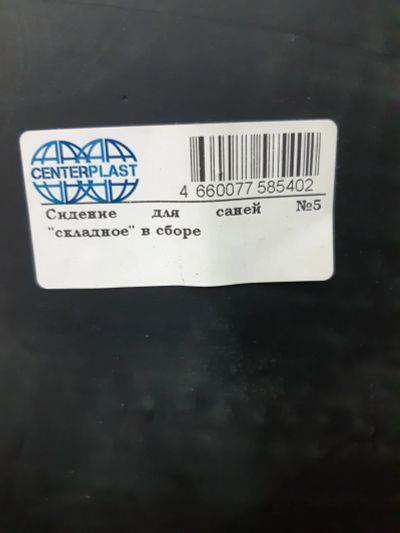 CENTERPLAST
4 660077 585402
Сидение для саней №5
"складное" в сборе